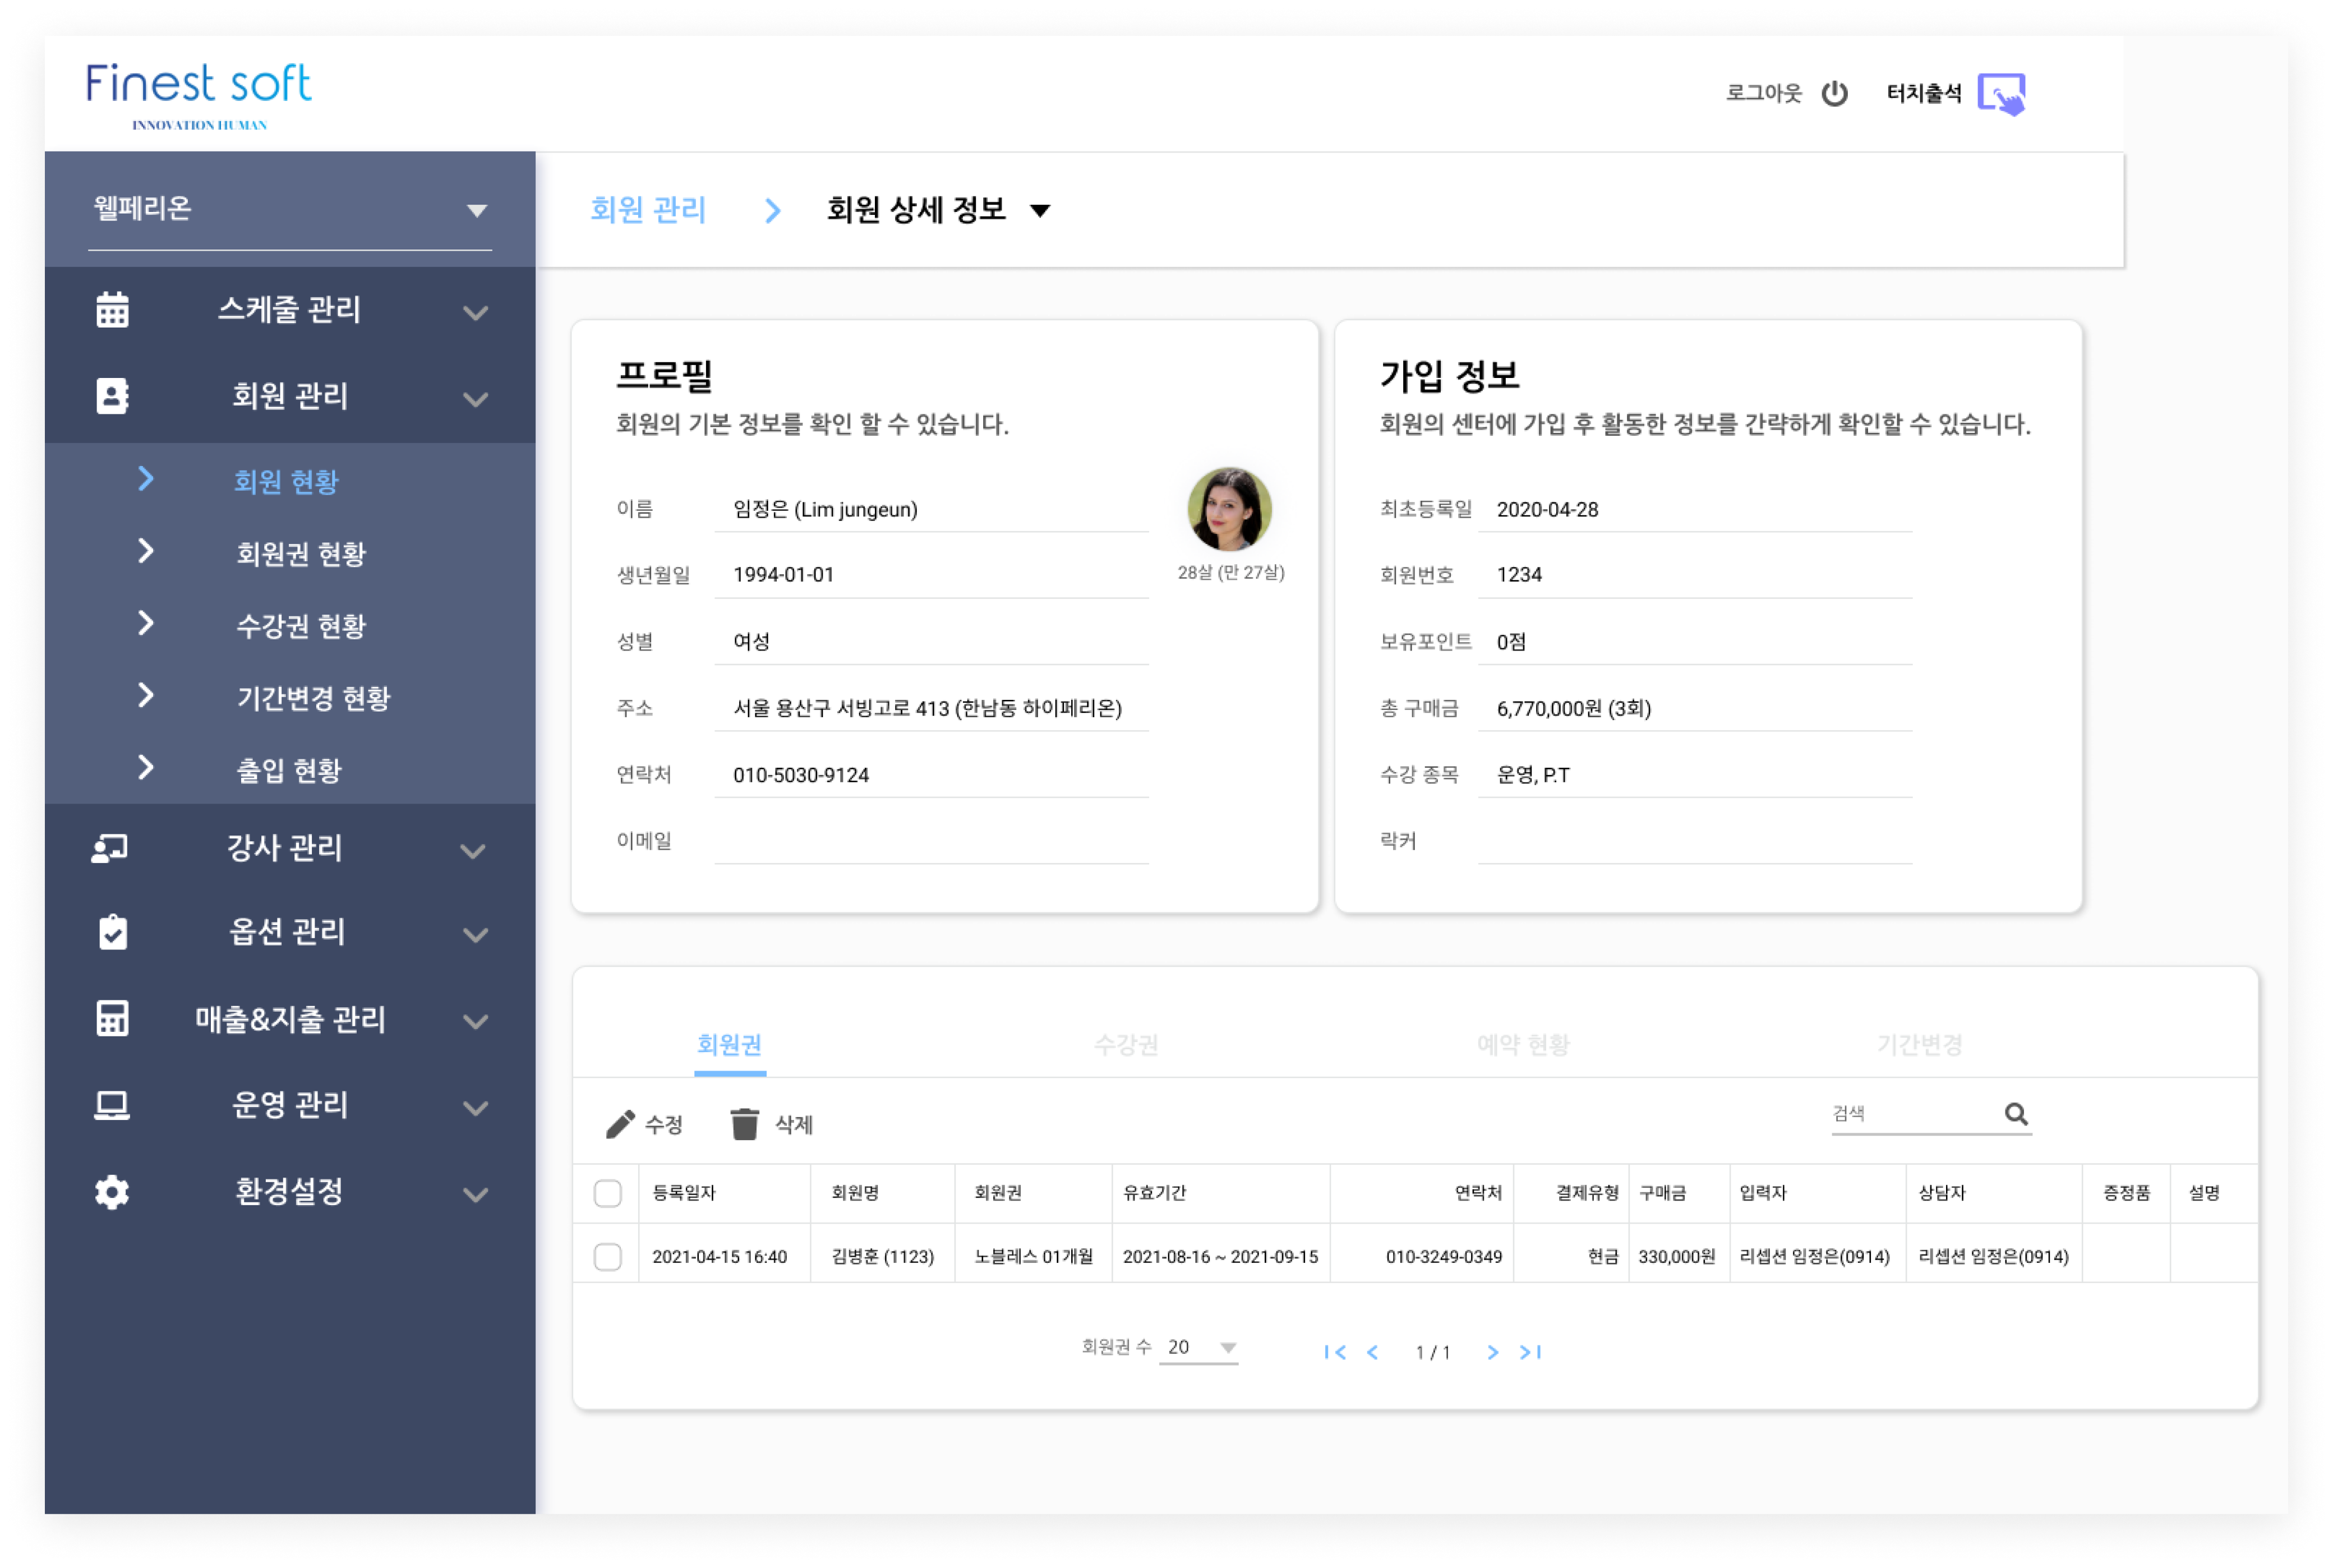 Finest soft
INNOVATION HUMAN
로그아웃
터치출석
웰페리온
스케줄 관리
회원 관리
회원 현황
회원권 현황
수강권 현황
기간변경 현황
출입 현황
강사 관리
옵션 관리
매출&지출 관리
운영 관리
환경설정
회원 관리 회원 상세 정보
프로필
회원의 기본 정보를 확인 할 수 있습니다.
이름 임정은 (Lim jungeun)
생년월일 1994-01-01
28살 (만 27살)
성별 여성
주소 서울 용산구 서빙고로 413 (한남동 하이페리온)
연락처 010-5030-9124
이메일
가입 정보
회원의 센터에 가입 후 활동한 정보를 간략하게 확인할 수 있습니다.
최초등록일 2020-04-28
회원번호 1234
보유포인트 0점
총 구매금 6,770,000원 (3회)
수강 종목 운영, P.T
락커
회원권 수강권 예약 현황 기간변경
수정 삭제 검색
등록일자 회원명 회원권 유효기간 연락처 결제유형 구매금 입력자 상담자 증정품 설명
2021-04-15 16:40 김병훈 (1123) 노블레스 01개월 2021-08-16 ~ 2021-09-15 010-3249-0349 현금 330,000원 리셉션 임정은(0914) 리셉션 임정은(0914)
회원권 수 20 1 / 1